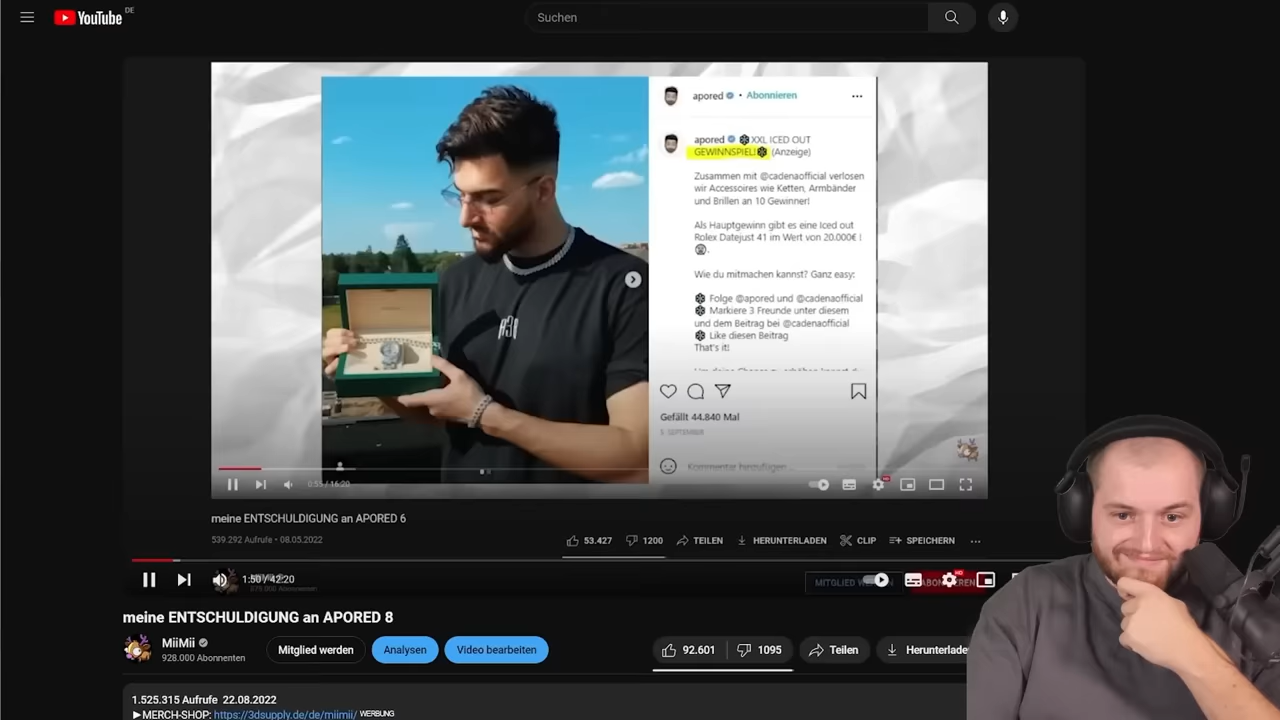 YouTube DE
Suchen
apored • Abonnieren
apored XXL ICED OUT
GEWINNSPIEL! (Anzeige)
Zusammen mit @cadenaofficial verlosen
wir Accessoires wie Ketten, Armbänder
und Brillen an 10 Gewinner!
Als Hauptgewinn gibt es eine Iced out
Rolex Datejust 41 im Wert von 20.000€ !
Wie du mitmachen kannst? Ganz easy:
Folge @apored und @cadenaofficial
Markiere 3 Freunde unter diesem
und dem Beitrag bei @cadenaofficial
Like diesen Beitrag
That's it!
Gefällt 44.840 Mal
5. SEPTEMBER
Kommentar hinzufügen ...
0:55 / 16:20
meine ENTSCHULDIGUNG an APORED 6
539.292 Aufrufe • 08.05.2022
53.427 1200 TEILEN HERUNTERLADEN CLIP SPEICHERN ...
1:50 / 42:20
MITGLIED
meine ENTSCHULDIGUNG an APORED 8
MiiMii
928.000 Abonnenten
Mitglied werden
Analysen
Video bearbeiten
92.601 1095 Teilen
1.525.315 Aufrufe 22.08.2022
►MERCH-SHOP: https://3dsupply.de/de/miimii/ WERBUNG